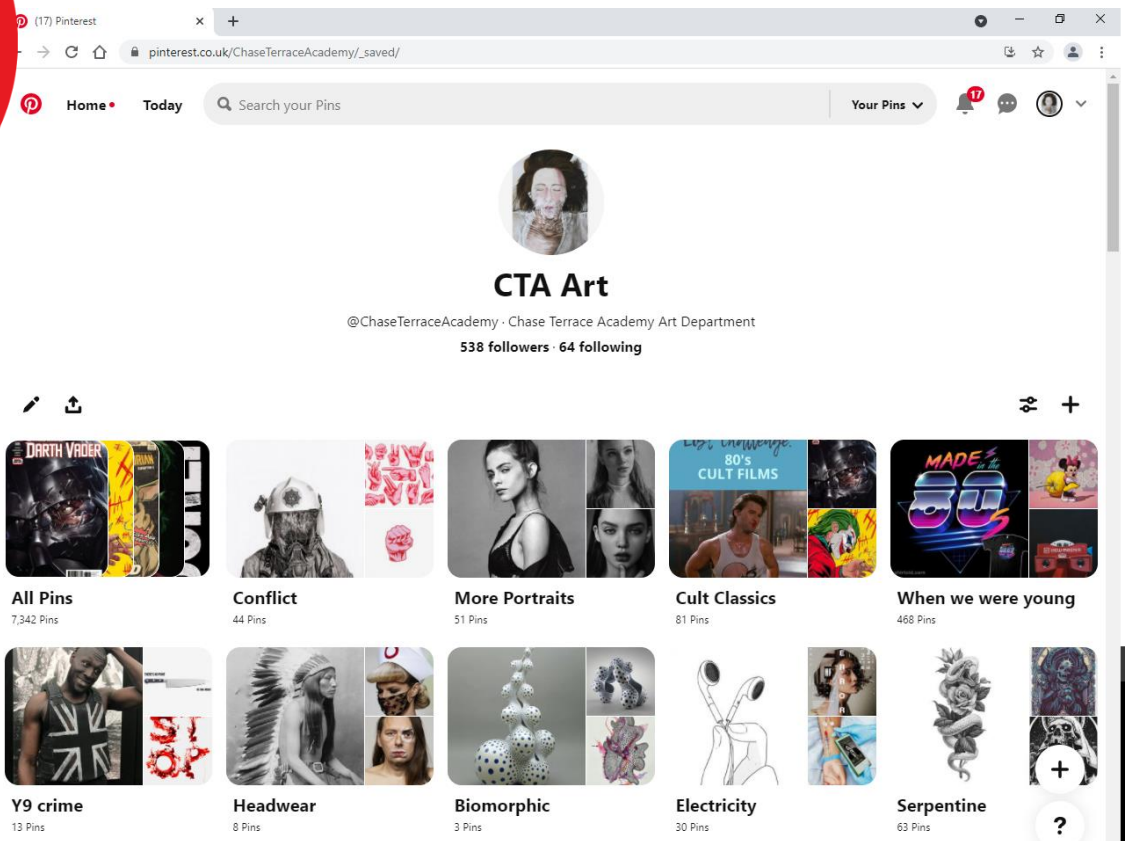 (17) Pinterest
pinterest.co.uk/ChaseTerraceAcademy/_saved/
Home
Today
Search your Pins
Your Pins
17
CTA Art
@ChaseTerraceAcademy · Chase Terrace Academy Art Department
538 followers · 64 following
DARTH VADER
80's
CULT FILMS
MADE in the
80s
All Pins
7,342 Pins
Conflict
44 Pins
More Portraits
51 Pins
Cult Classics
81 Pins
When we were young
468 Pins
Y9 crime
13 Pins
Headwear
8 Pins
Biomorphic
3 Pins
Electricity
30 Pins
Serpentine
63 Pins
?